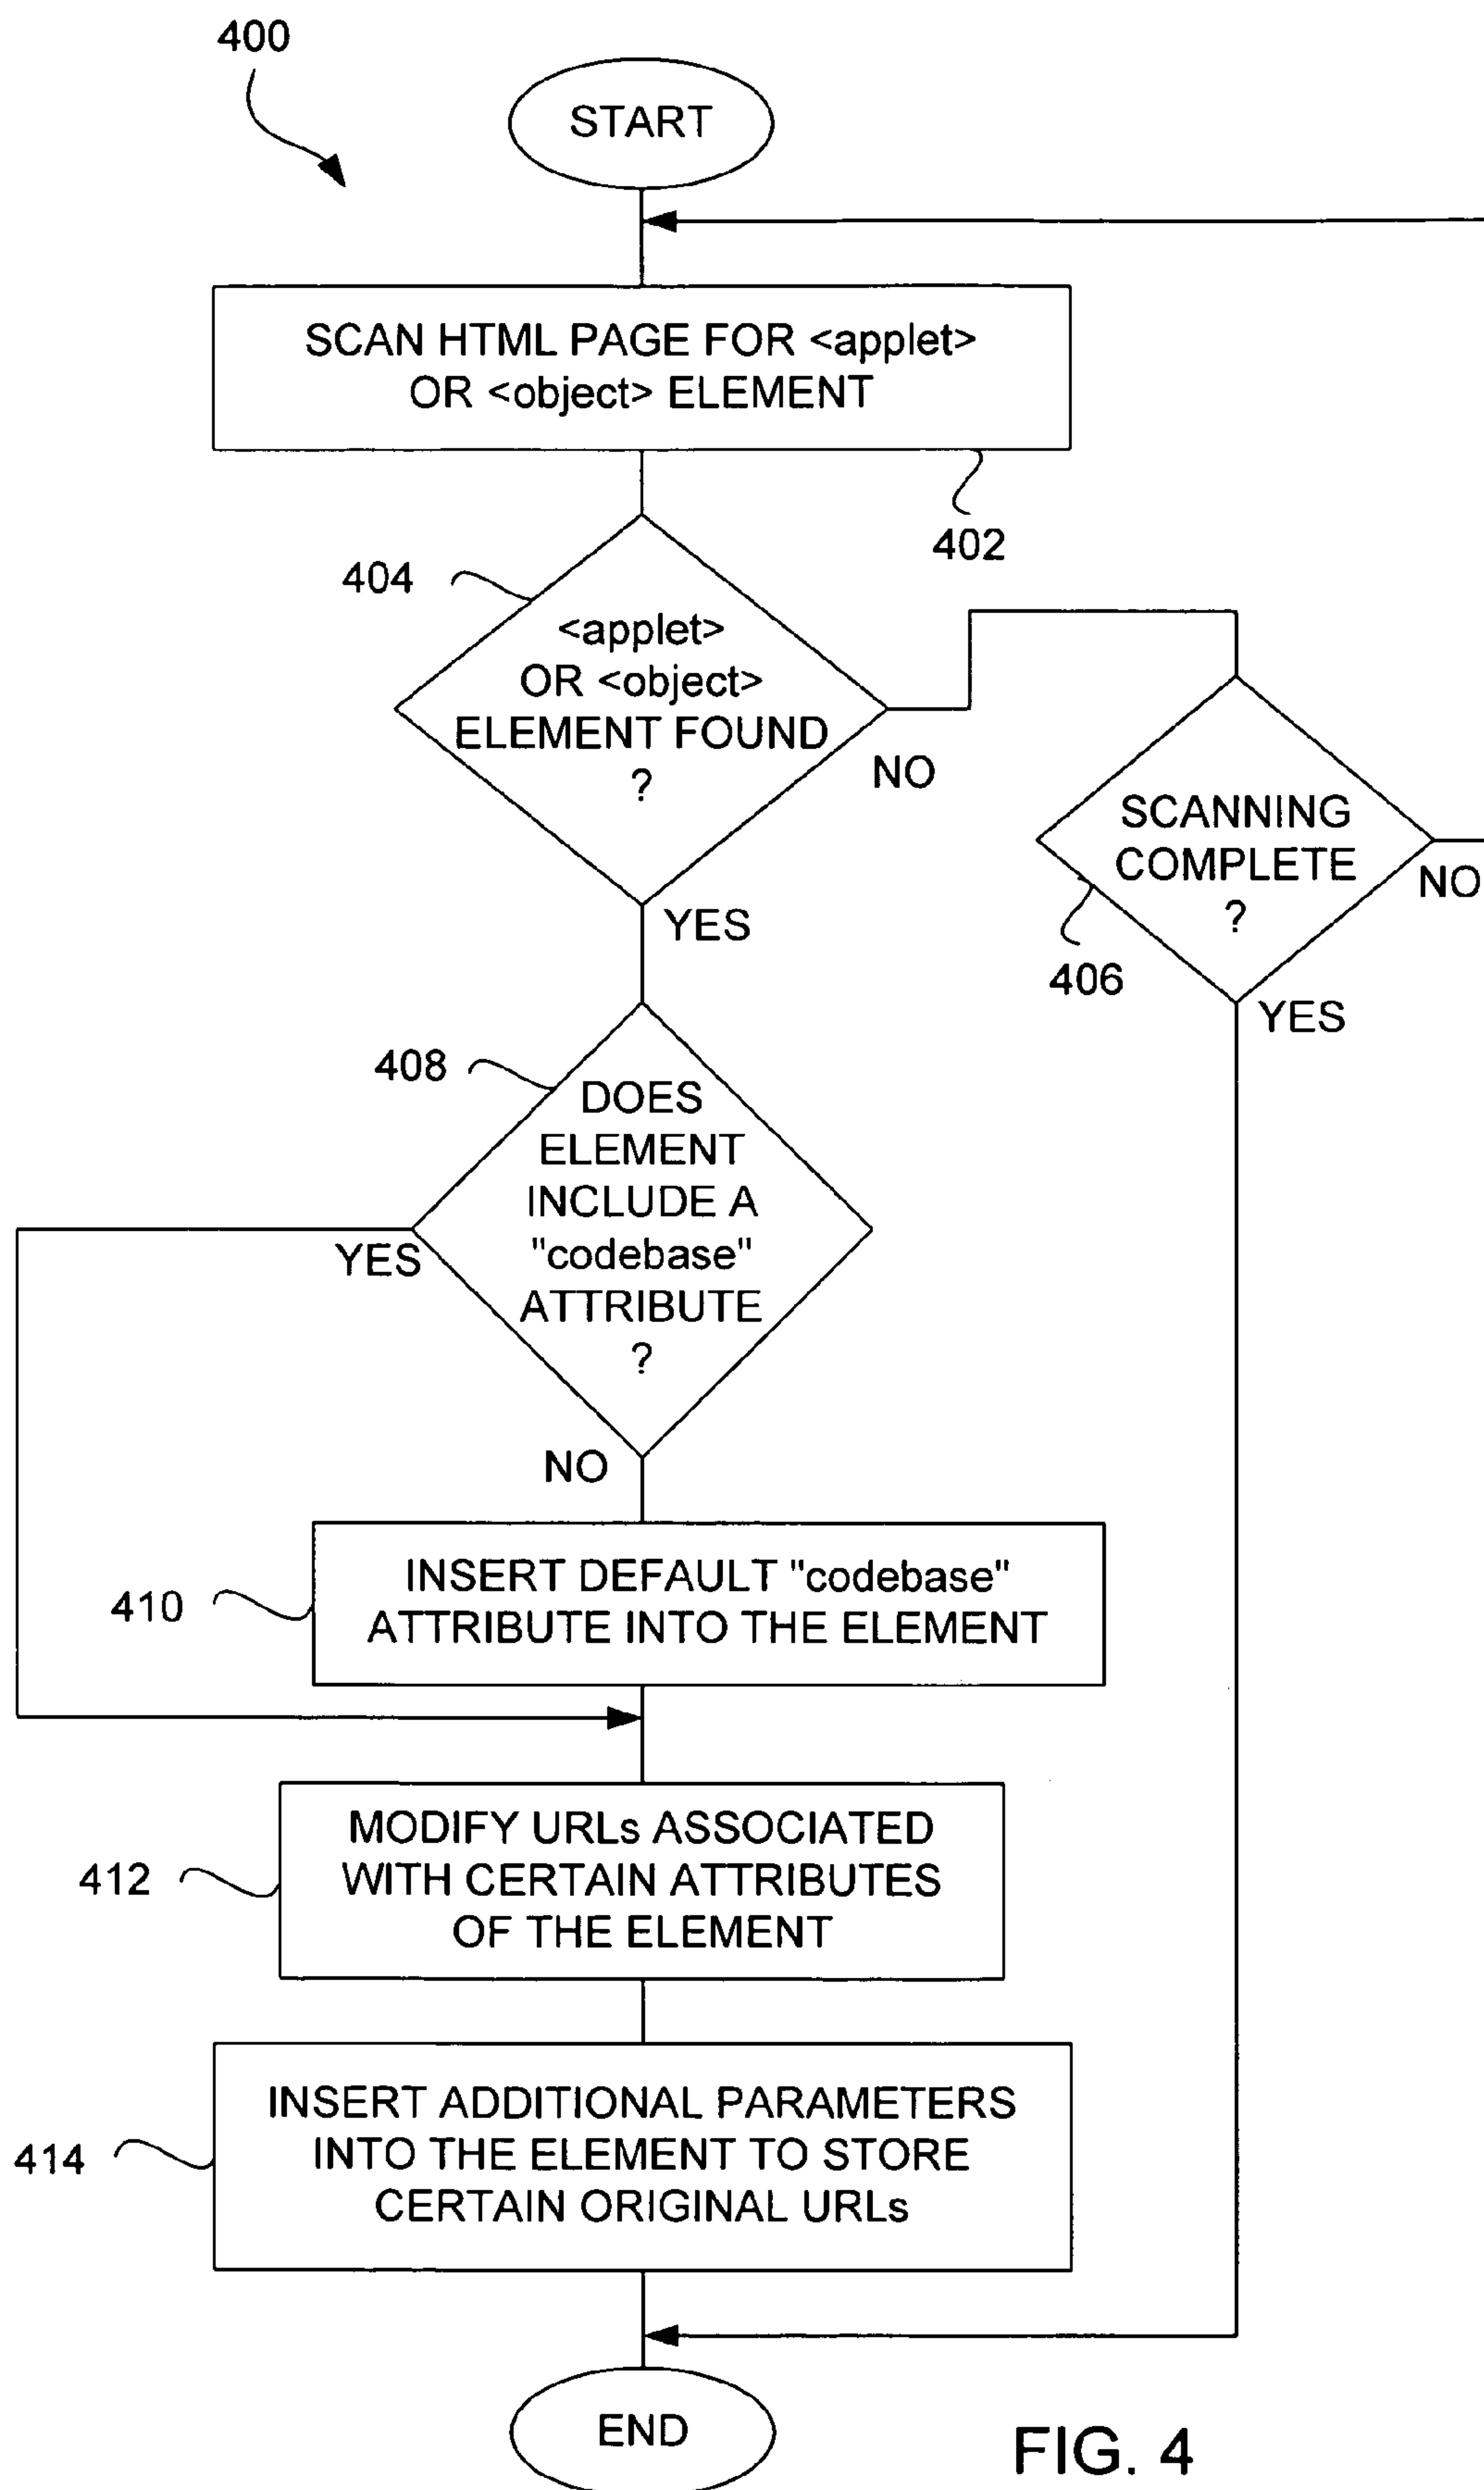 400
START
SCAN HTML PAGE FOR <applet>
OR <object> ELEMENT
402
404
<applet>
OR <object>
ELEMENT FOUND
?
NO
YES
SCANNING
COMPLETE
?
NO
406
YES
408
DOES
ELEMENT
INCLUDE A
"codebase"
ATTRIBUTE
?
YES
NO
410
INSERT DEFAULT "codebase"
ATTRIBUTE INTO THE ELEMENT
412
MODIFY URLs ASSOCIATED
WITH CERTAIN ATTRIBUTES
OF THE ELEMENT
414
INSERT ADDITIONAL PARAMETERS
INTO THE ELEMENT TO STORE
CERTAIN ORIGINAL URLs
END
FIG. 4